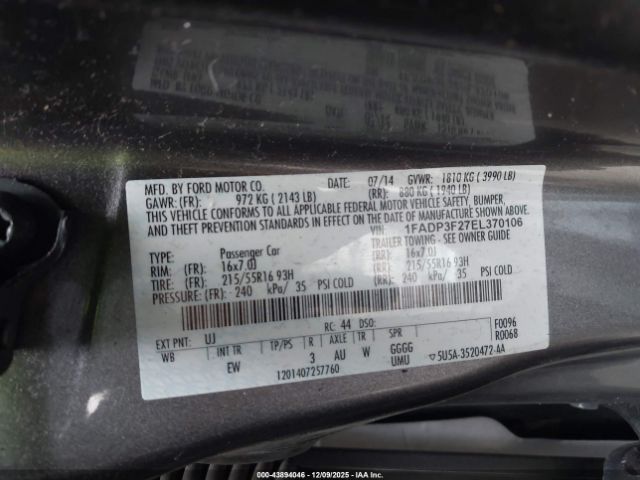 MFD. BY FORD MOTOR CO. DATE: 07/14 GVWR: 1810 KG ( 3990 LB)
GAWR: (FR): 972 KG ( 2143 LB) (RR): 880 KG ( 1940 LB)
THIS VEHICLE CONFORMS TO ALL APPLICABLE FEDERAL MOTOR VEHICLE SAFETY, BUMPER,
AND THEFT PREVENTION STANDARDS IN EFFECT ON THE DATE OF MANUFACTURE SHOWN ABOVE.
VIN: 1FADP3F27EL370106
TYPE: Passenger Car TRAILER TOWING - SEE OWNER GUIDE
RIM: (FR) 16x7.0J (RR) 16x7.0J
TIRE: (FR) 215/55R16 93H (RR) 215/55R16 93H
PRESSURE: (FR) 240 kPa/ 35 PSI COLD (RR) 240 kPa/ 35 PSI COLD
EXT PNT: UJ RC: 44 DSO: F0096
WB INT TR TP/PS R AXLE TR SPR R0068
EW 3 AU W GGGG
1201407257760 UMU ▽5U5A-3520472-AA
000-43894046 - 12/09/2025 - IAAI.COM